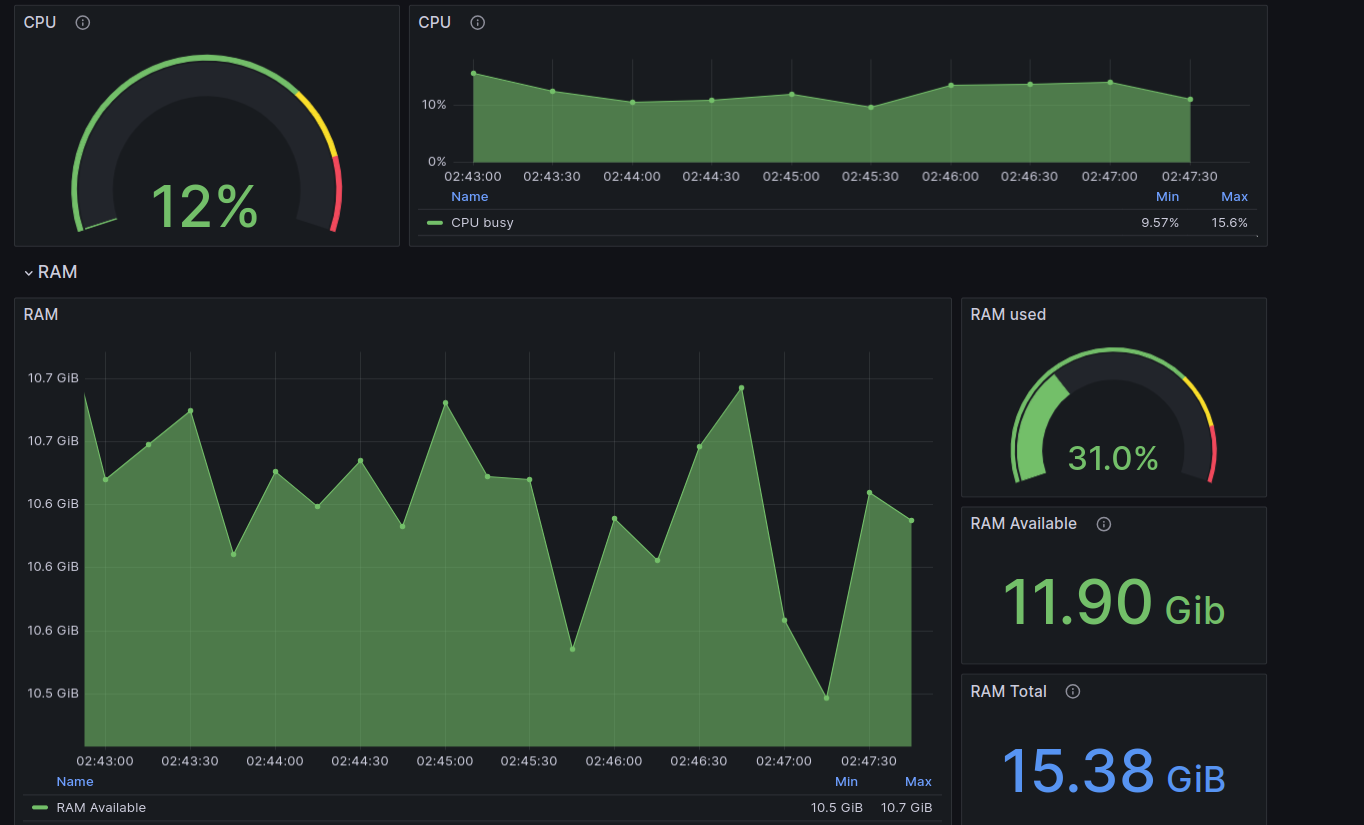 CPU
12%
CPU
10%
0%
02:43:00 02:43:30 02:44:00 02:44:30 02:45:00 02:45:30 02:46:00 02:46:30 02:47:00 02:47:30
Name Min Max
CPU busy 9.57% 15.6%
RAM
RAM
10.7 GiB
10.7 GiB
10.6 GiB
10.6 GiB
10.6 GiB
10.5 GiB
02:43:00 02:43:30 02:44:00 02:44:30 02:45:00 02:45:30 02:46:00 02:46:30 02:47:00 02:47:30
Name Min Max
RAM Available 10.5 GiB 10.7 GiB
RAM used
31.0%
RAM Available
11.90 Gib
RAM Total
15.38 GiB